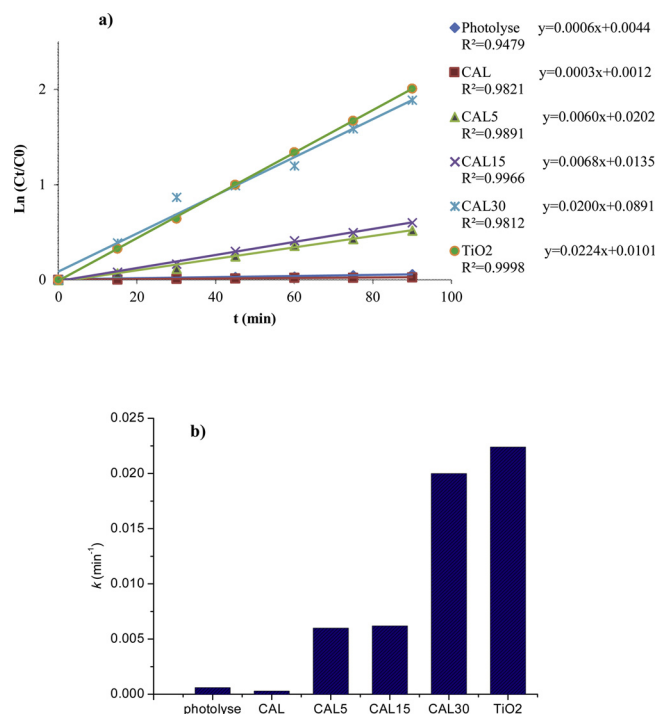 a)
Photolyse y=0.0006x+0.0044
R²=0.9479
CAL y=0.0003x+0.0012
R²=0.9821
CAL5 y=0.0060x+0.0202
R²=0.9891
CAL15 y=0.0068x+0.0135
R²=0.9966
CAL30 y=0.0200x+0.0891
R²=0.9812
TiO2 y=0.0224x+0.0101
R²=0.9998
Ln (Ct/C0)
2
1
0
0 20 40 60 80 100
t (min)
b)
k (min⁻¹)
0.025
0.020
0.015
0.010
0.005
0.000
photolyse CAL CAL5 CAL15 CAL30 TiO2